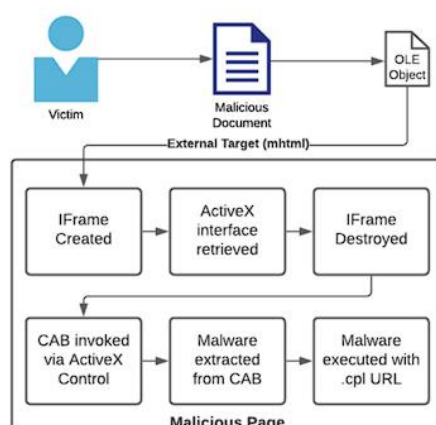 OLE
Object
Victim
Malicious
Document
External Target (mhtml)
IFrame
Created
ActiveX
interface
retrieved
IFrame
Destroyed
CAB invoked
via ActiveX
Control
Malware
extracted
from CAB
Malware
executed with
.cpl URL
Malicious Page